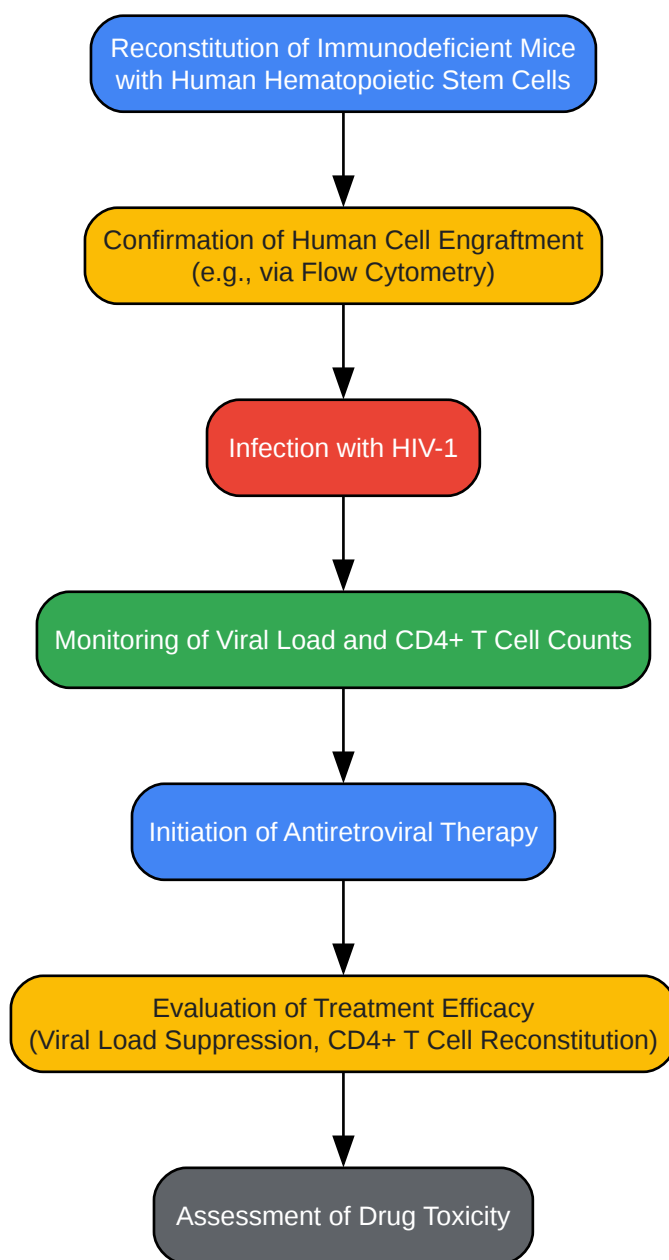 Reconstitution of Immunodeficient Mice
with Human Hematopoietic Stem Cells
Confirmation of Human Cell Engraftment
(e.g., via Flow Cytometry)
Infection with HIV-1
Monitoring of Viral Load and CD4+ T Cell Counts
Initiation of Antiretroviral Therapy
Evaluation of Treatment Efficacy
(Viral Load Suppression, CD4+ T Cell Reconstitution)
Assessment of Drug Toxicity